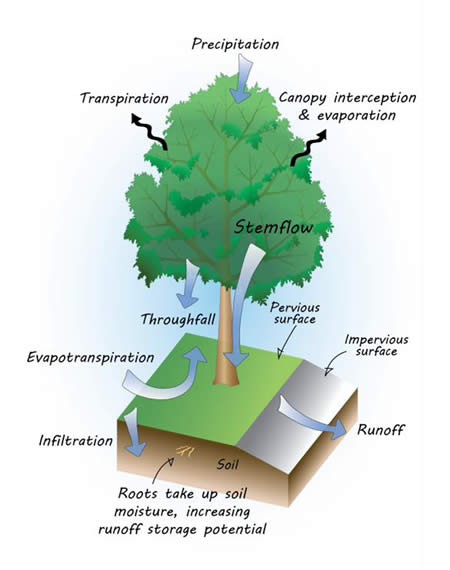 Precipitation
Transpiration
Canopy interception
& evaporation
Stemflow
Throughfall
Pervious
surface
Impervious
surface
Evapotranspiration
Infiltration
Runoff
Soil
Roots take up soil
moisture, increasing
runoff storage potential